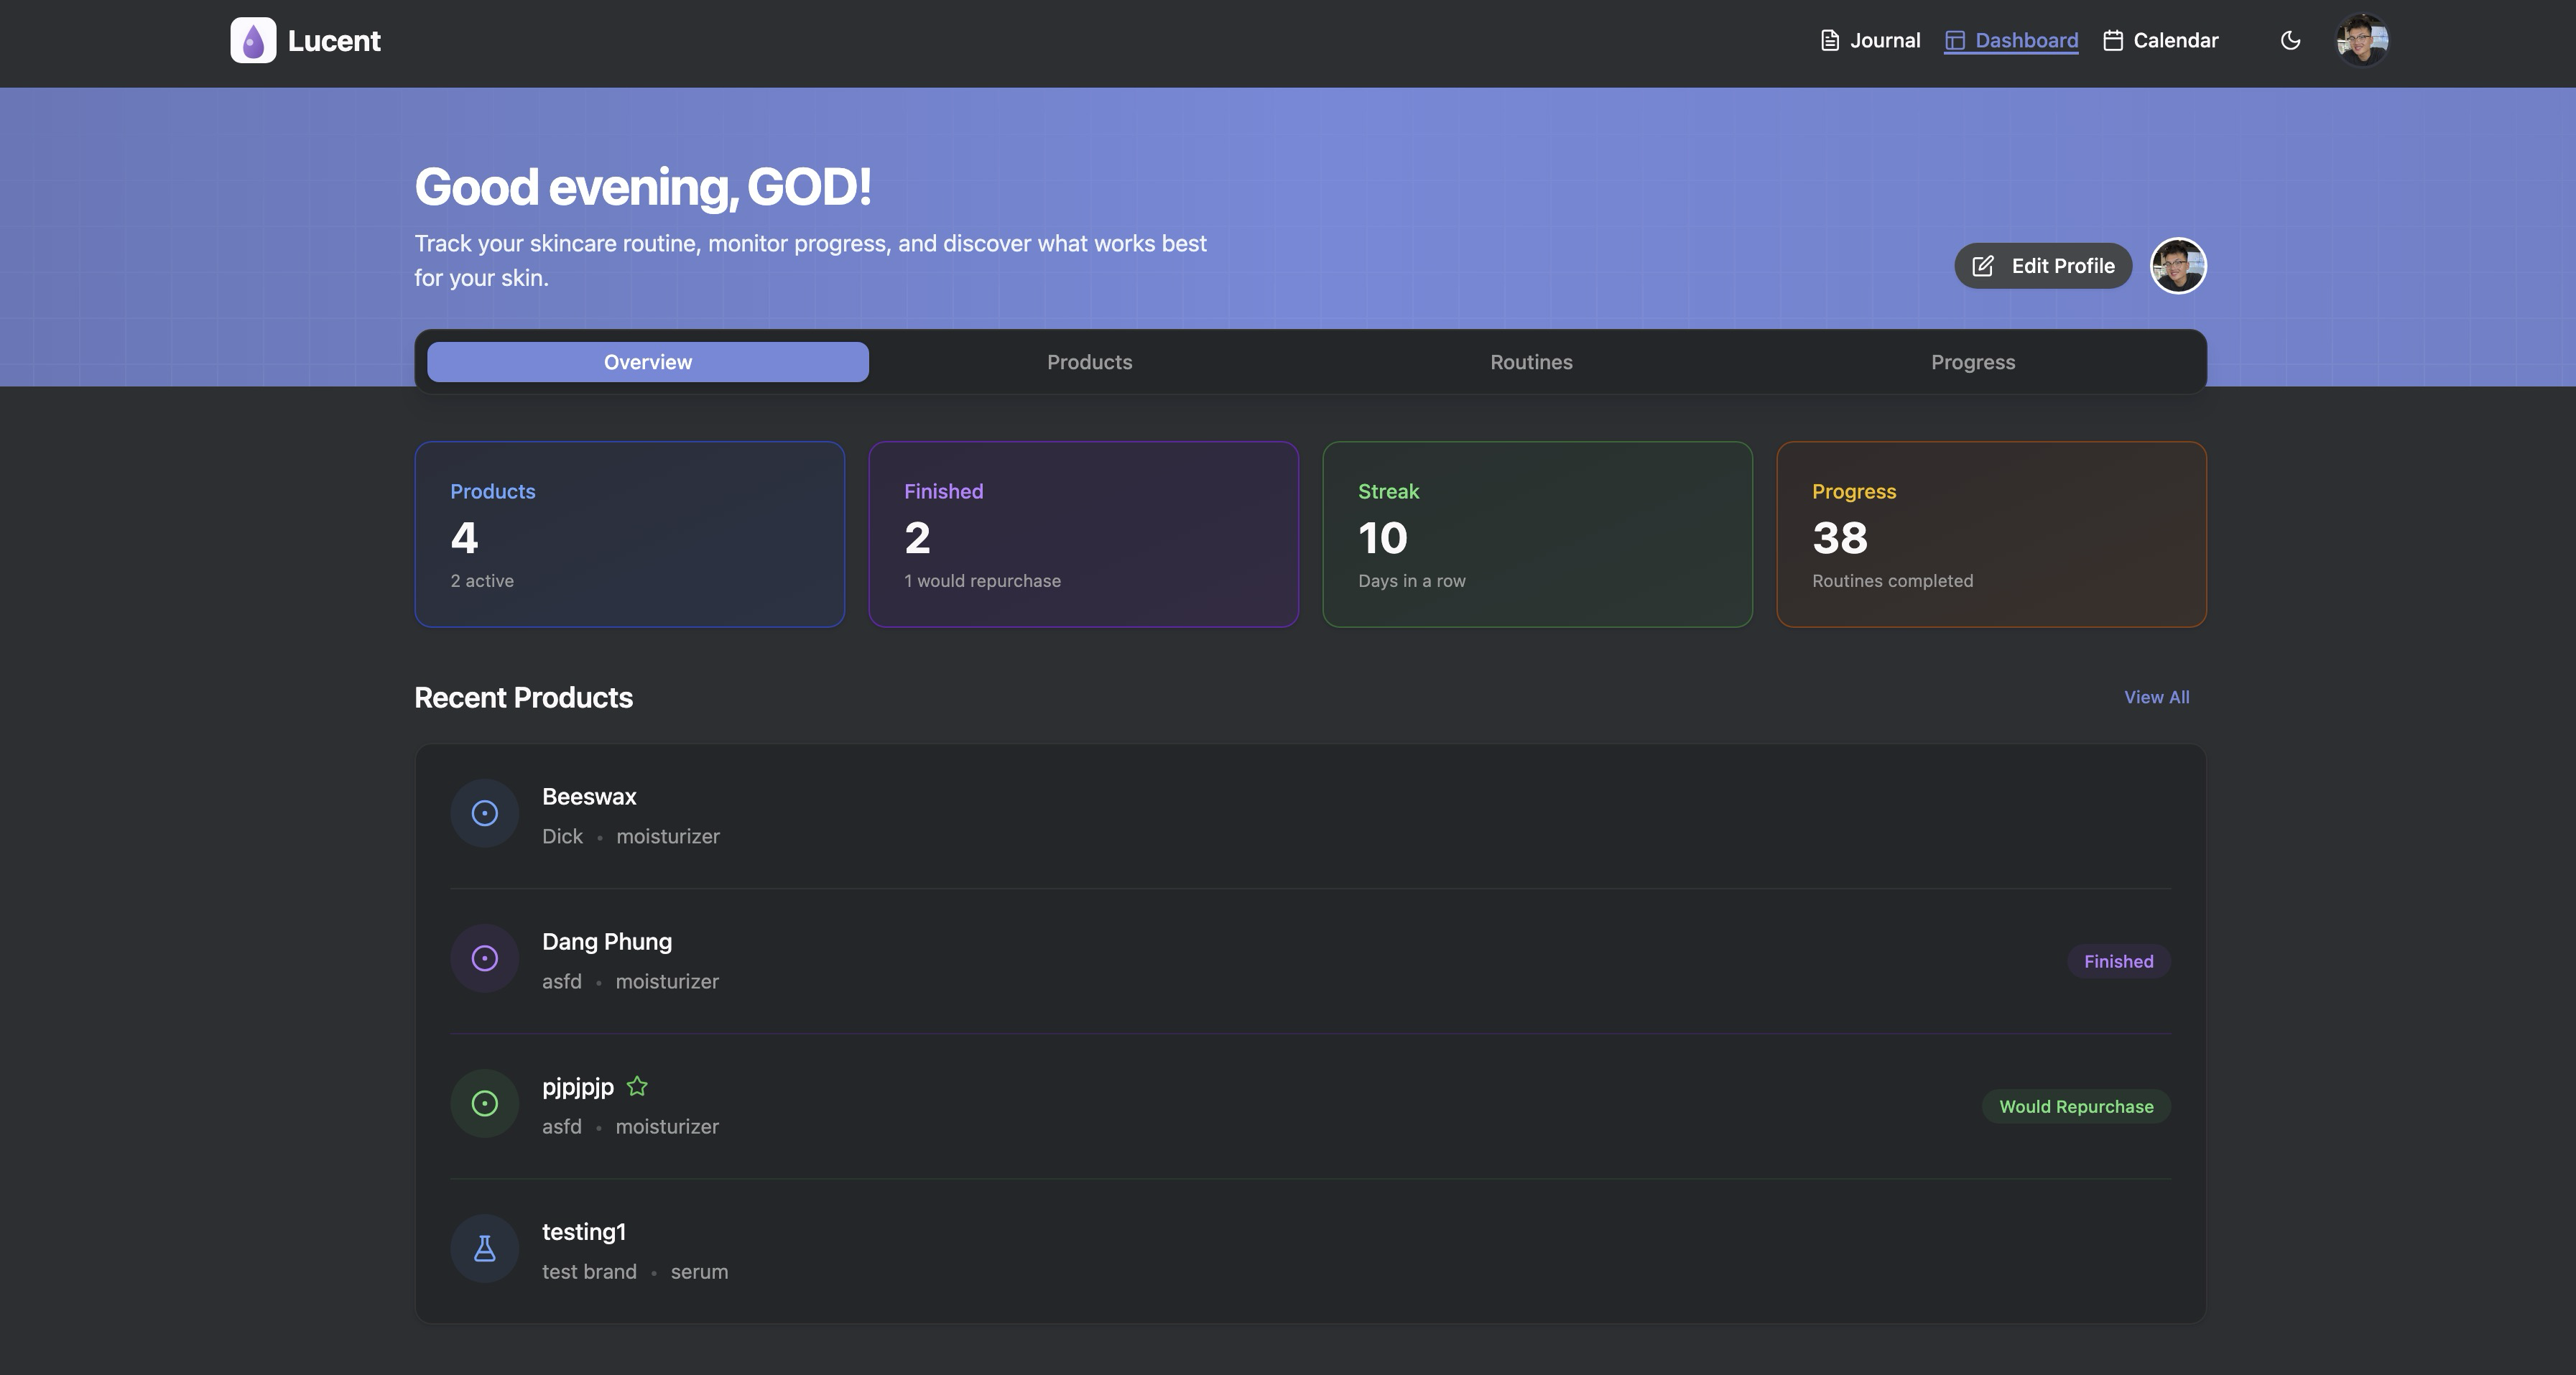 Lucent
Journal
Dashboard
Calendar
Good evening, GOD!
Track your skincare routine, monitor progress, and discover what works best
for your skin.
Edit Profile
Overview
Products
Routines
Progress
Products
4
2 active
Finished
2
1 would repurchase
Streak
10
Days in a row
Progress
38
Routines completed
Recent Products
View All
Beeswax
Dick • moisturizer
Dang Phung
asfd • moisturizer
Finished
pjpjpjp
asfd • moisturizer
Would Repurchase
testing1
test brand • serum